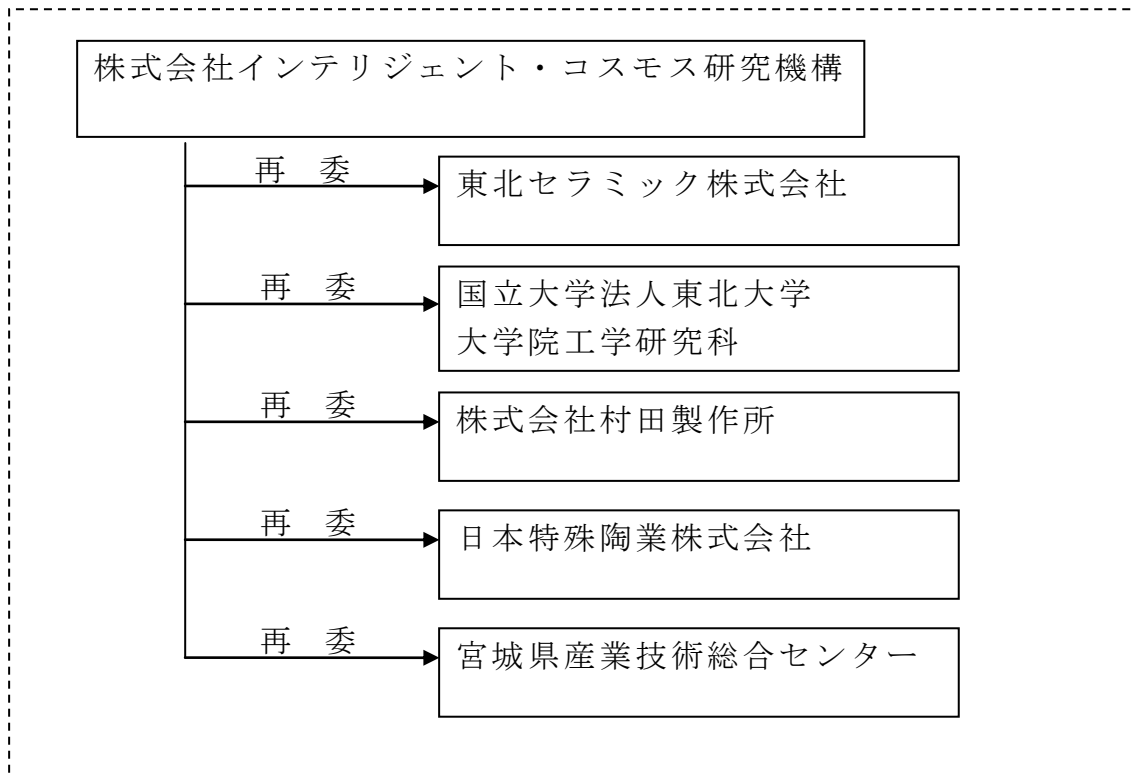 株式会社インテリジェント・コスモス研究機構
再 委
東北セラミック株式会社
再 委
国立大学法人東北大学
大学院工学研究科
再 委
株式会社村田製作所
再 委
日本特殊陶業株式会社
再 委
宮城県産業技術総合センター